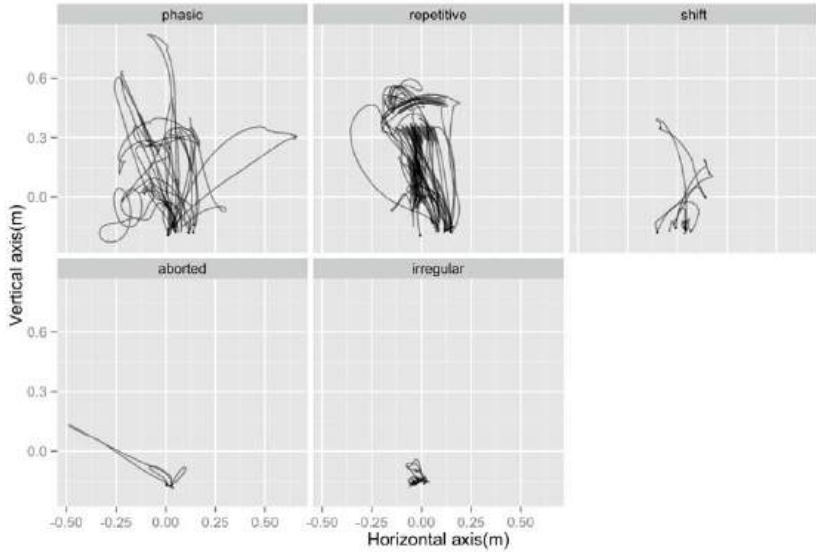 phasic repetitive shift
0.6
0.3
0.0
aborted irregular
0.6
0.3
0.0
-0.50 -0.25 0.00 0.25 0.50 -0.50 -0.25 0.00 0.25 0.50
Vertical axis(m)
Horizontal axis(m)